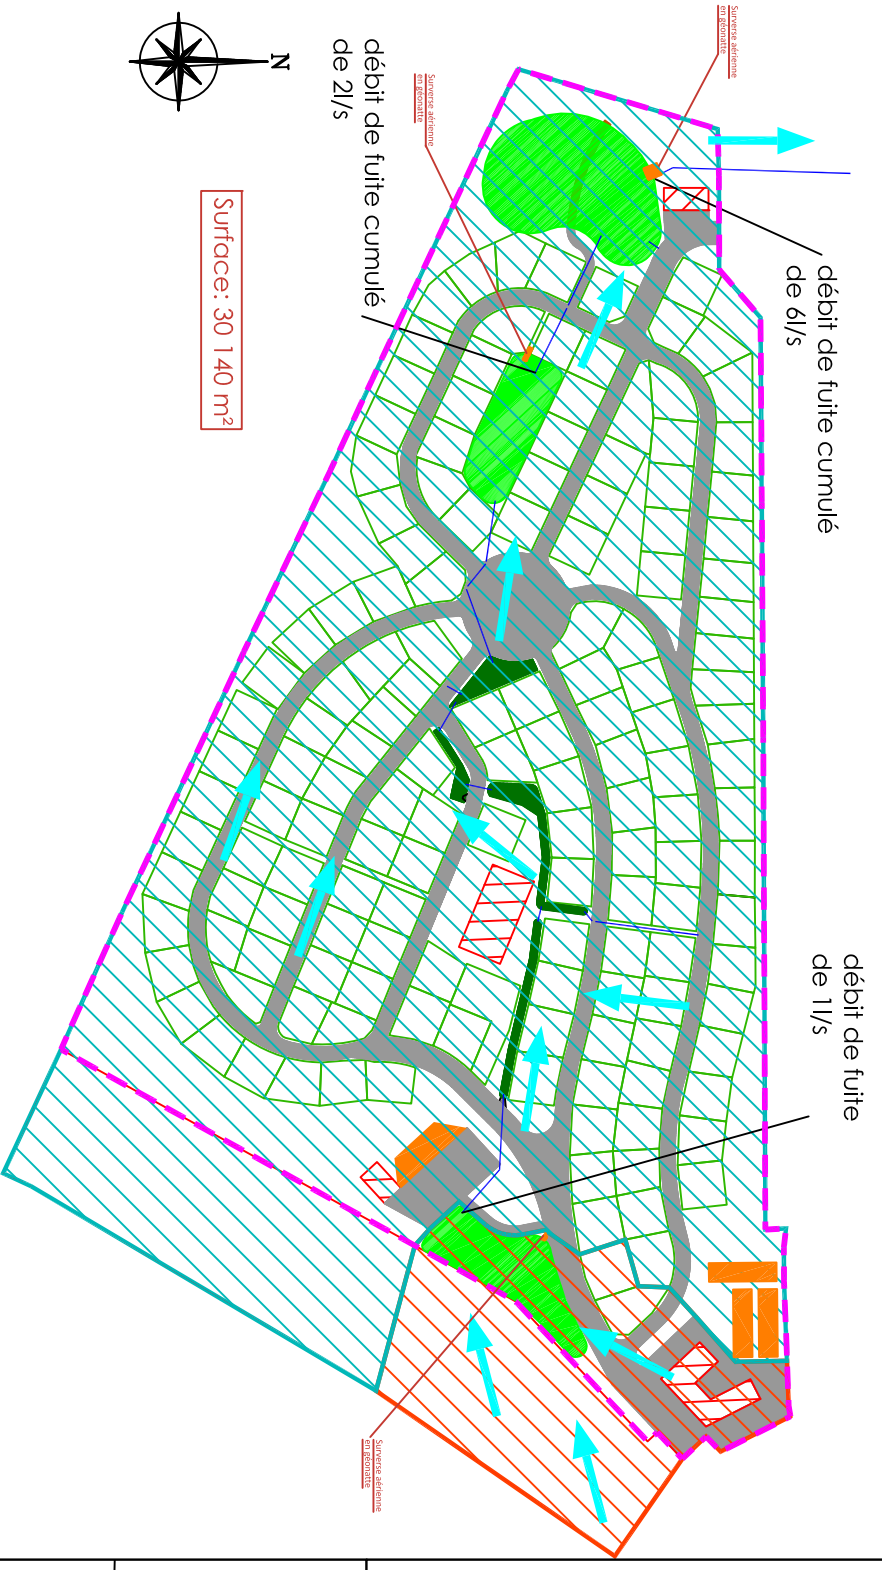 N
Surverse aérienne
en géonatte
débit de fuite cumulé
de 2l/s
Surverse aérienne
en géonatte
débit de fuite cumulé
de 6l/s
Surface: 30 140 m²
débit de fuite
de 1l/s
Surverse aérienne
en géonatte